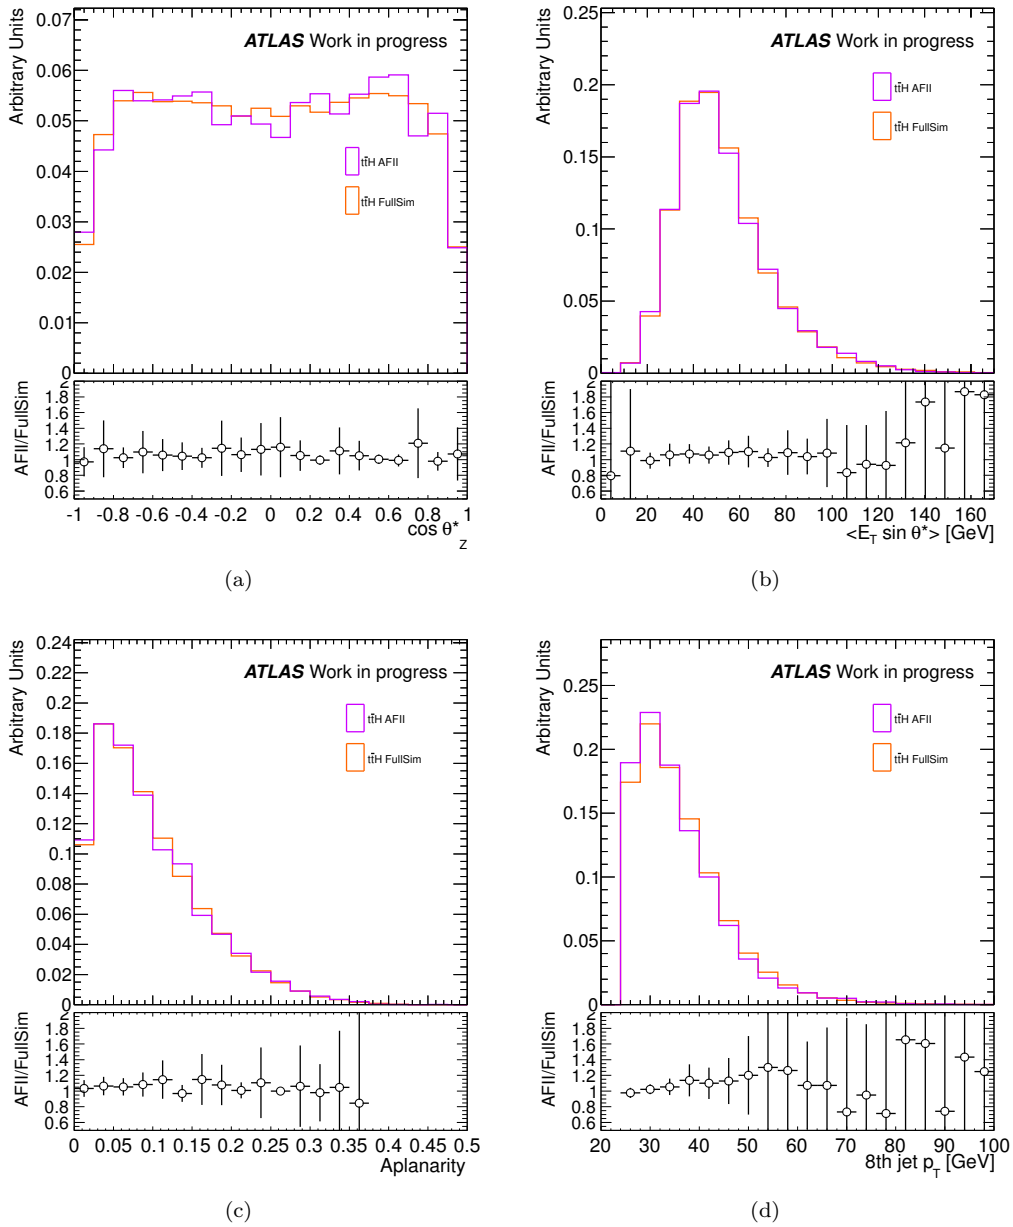 Arbitrary Units
0.07
0.06
0.05
0.04
0.03
0.02
0.01
0
ATLAS Work in progress
tt̄H AFII
tt̄H FullSim
AFII/FullSim
2
1.8
1.6
1.4
1.2
1
0.8
0.6
-1 -0.8 -0.6 -0.4 -0.2 0 0.2 0.4 0.6 0.8 1
cos θ*Z
(a)
Arbitrary Units
0.25
0.2
0.15
0.1
0.05
0
ATLAS Work in progress
tt̄H AFII
tt̄H FullSim
AFII/FullSim
2
1.8
1.6
1.4
1.2
1
0.8
0.6
0 20 40 60 80 100 120 140 160
<ET sin θ*> [GeV]
(b)
Arbitrary Units
0.24
0.22
0.2
0.18
0.16
0.14
0.12
0.1
0.08
0.06
0.04
0.02
0
ATLAS Work in progress
tt̄H AFII
tt̄H FullSim
AFII/FullSim
2
1.8
1.6
1.4
1.2
1
0.8
0.6
0 0.05 0.1 0.15 0.2 0.25 0.3 0.35 0.4 0.45 0.5
Aplanarity
(c)
Arbitrary Units
0.25
0.2
0.15
0.1
0.05
0
ATLAS Work in progress
tt̄H AFII
tt̄H FullSim
AFII/FullSim
2
1.8
1.6
1.4
1.2
1
0.8
0.6
20 30 40 50 60 70 80 90 100
8th jet pT [GeV]
(d)